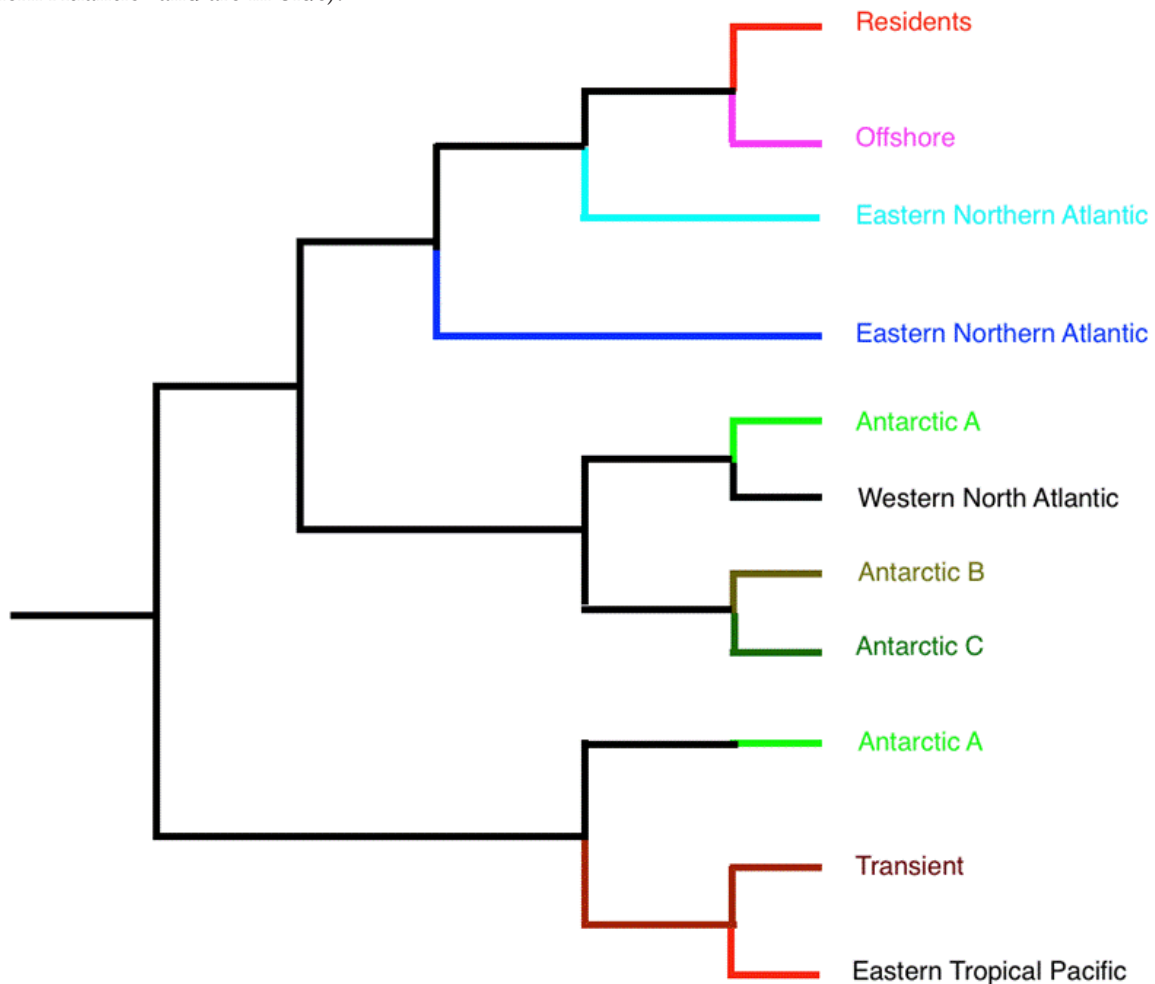 Residents
Offshore
Eastern Northern Atlantic
Eastern Northern Atlantic
Antarctic A
Western North Atlantic
Antarctic B
Antarctic C
Antarctic A
Transient
Eastern Tropical Pacific